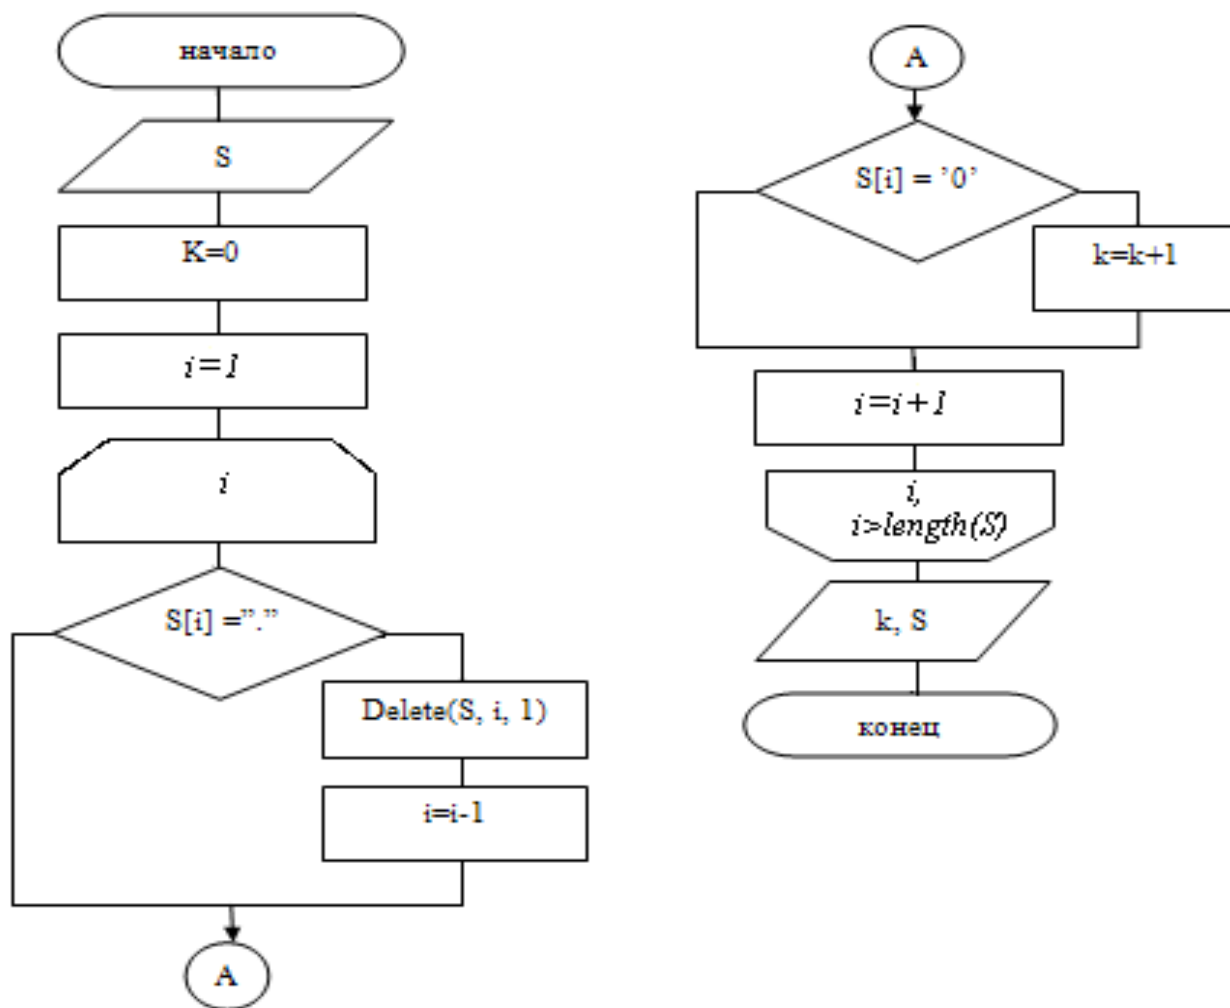 начало
S
K=0
i=1
i
S[i] =”.”
Delete(S, i, 1)
i=i-1
A
A
S[i] = ’0’
k=k+1
i=i+1
i,
i>length(S)
k, S
конец